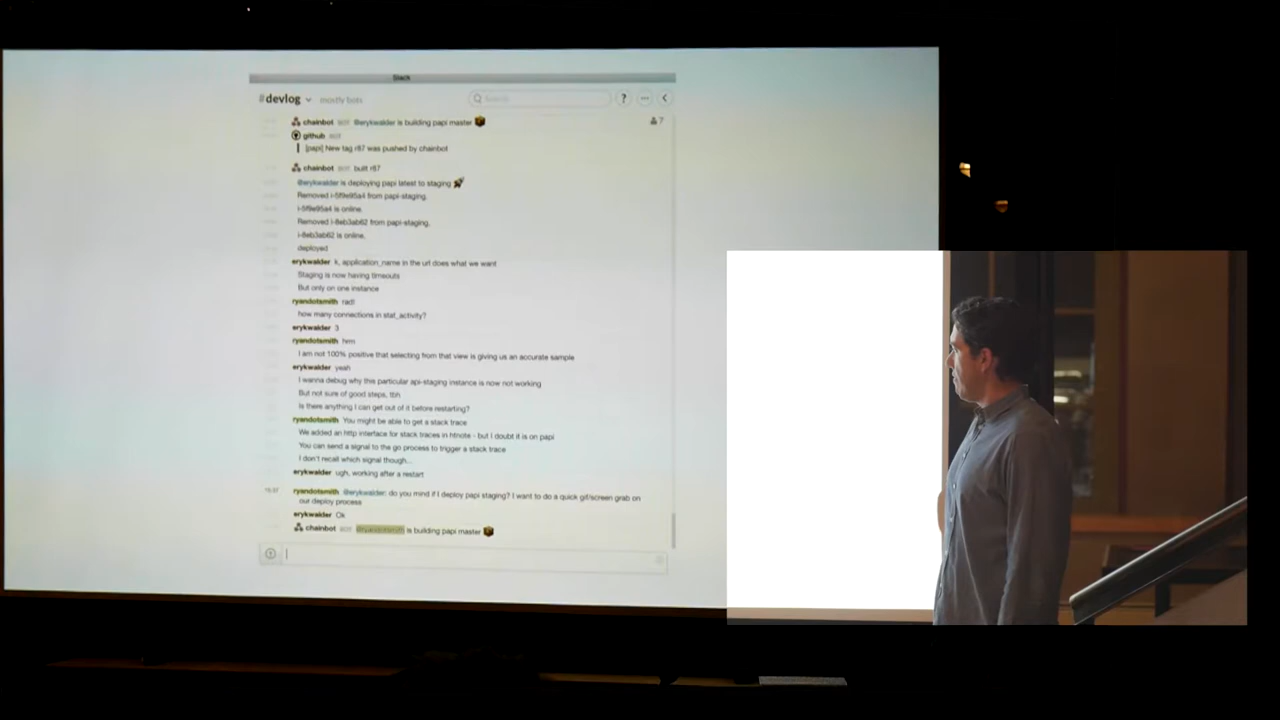 Slack
#devlog mostly bots
Search
?
chainbot BOT @erykwalder is building papi master
7
github BOT
[papi] New tag r87 was pushed by chainbot
chainbot BOT built r87
@erykwalder is deploying papi latest to staging
Removed i-5f9e95a4 from papi-staging.
i-5f9e95a4 is online.
Removed i-8eb3ab62 from papi-staging.
i-8eb3ab62 is online.
deployed
erykwalder k, application_name in the url does what we want
Staging is now having timeouts
But only on one instance
ryandotsmith rad!
how many connections in stat_activity?
erykwalder 3
ryandotsmith hrm
I am not 100% positive that selecting from that view is giving us an accurate sample
erykwalder yeah
I wanna debug why this particular api-staging instance is now not working
But not sure of good steps, tbh
Is there anything I can get out of it before restarting?
ryandotsmith You might be able to get a stack trace
We added an http interface for stack traces in htnote - but I doubt it is on papi
You can send a signal to the go process to trigger a stack trace
I don't recall which signal though...
erykwalder ugh, working after a restart
ryandotsmith @erykwalder: do you mind if I deploy papi staging? I want to do a quick gif/screen grab on
our deploy process
erykwalder Ok
chainbot BOT @ryandotsmith is building papi master